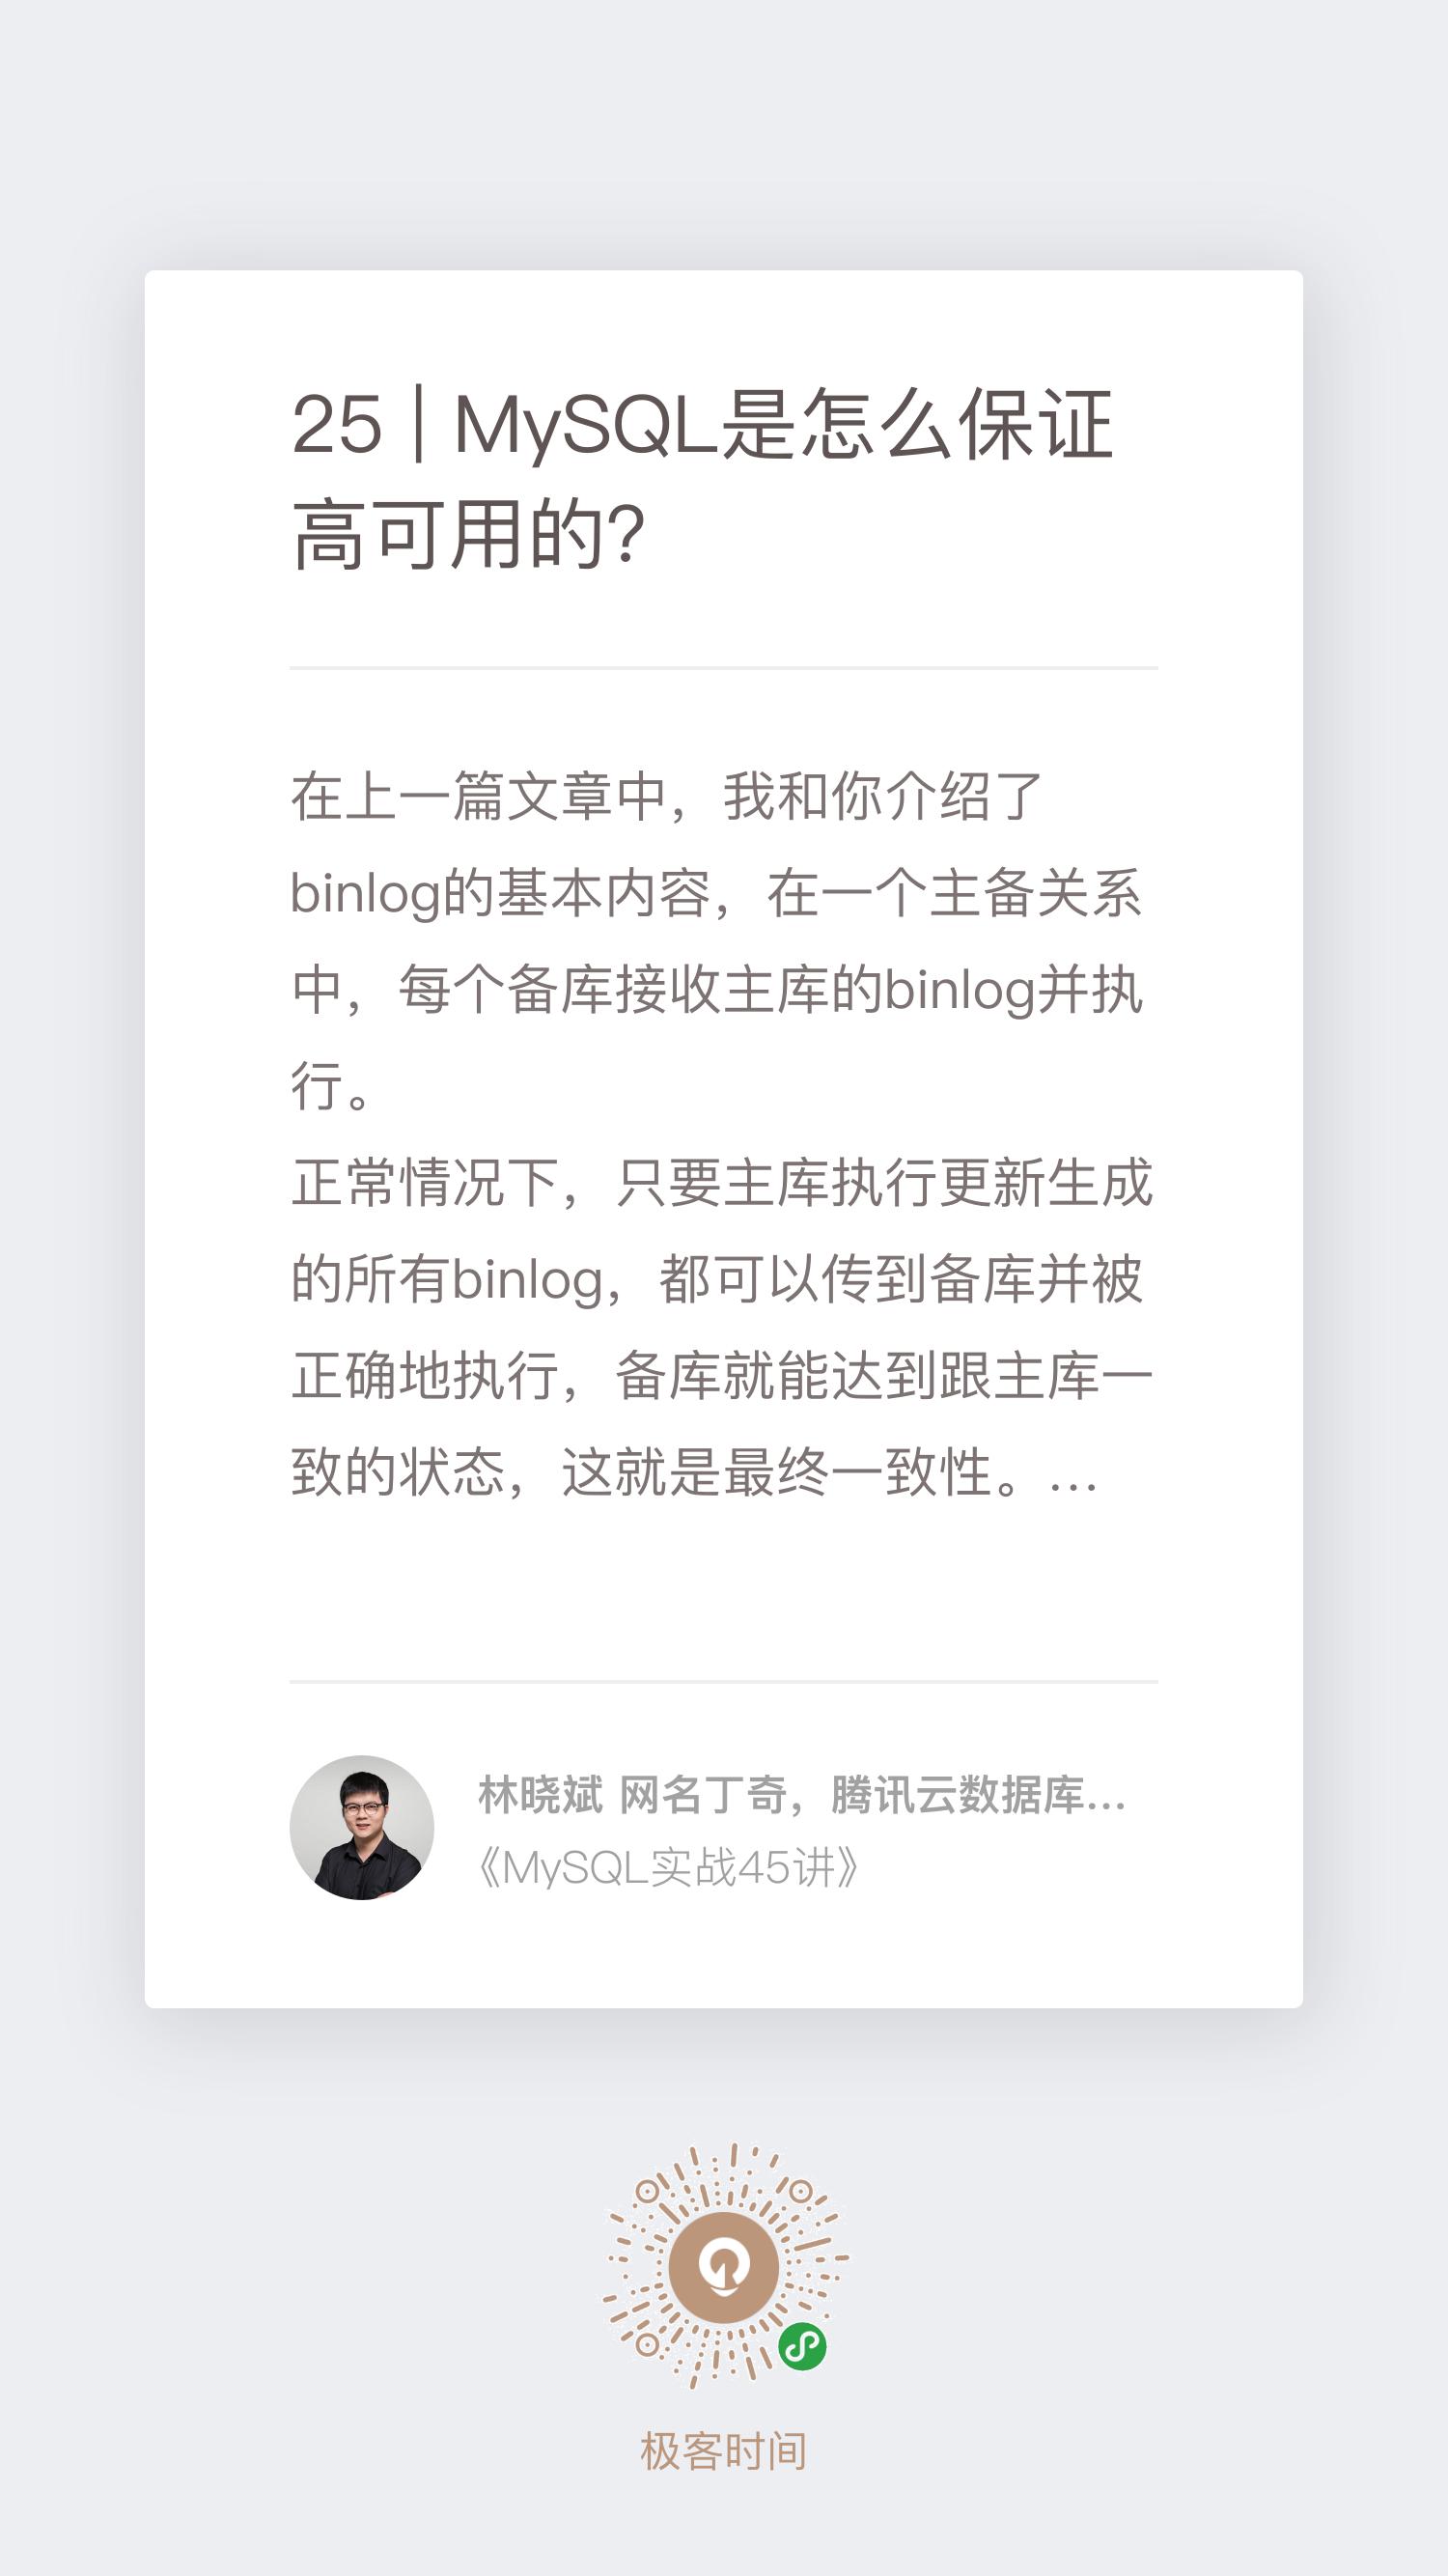 25 | MySQL是怎么保证
高可用的?
在上一篇文章中，我和你介绍了
binlog的基本内容，在一个主备关系
中，每个备库接收主库的binlog并执
行。
正常情况下，只要主库执行更新生成
的所有binlog，都可以传到备库并被
正确地执行，备库就能达到跟主库一
致的状态，这就是最终一致性。…
林晓斌 网名丁奇，腾讯云数据库...
《MySQL实战45讲》
极客时间